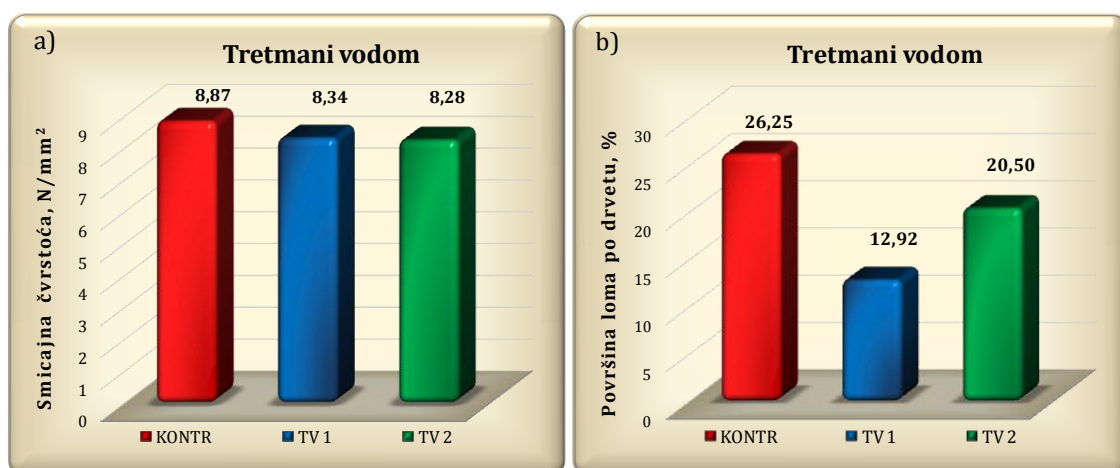 a)
Tretmani vodom
8,87
8,34
8,28
Smicajna čvrstoća, N/mm²
9
8
7
6
5
4
3
2
1
0
KONTR
TV 1
TV 2
b)
Tretmani vodom
26,25
12,92
20,50
Površina loma po drvetu, %
30
25
20
15
10
5
0
KONTR
TV 1
TV 2